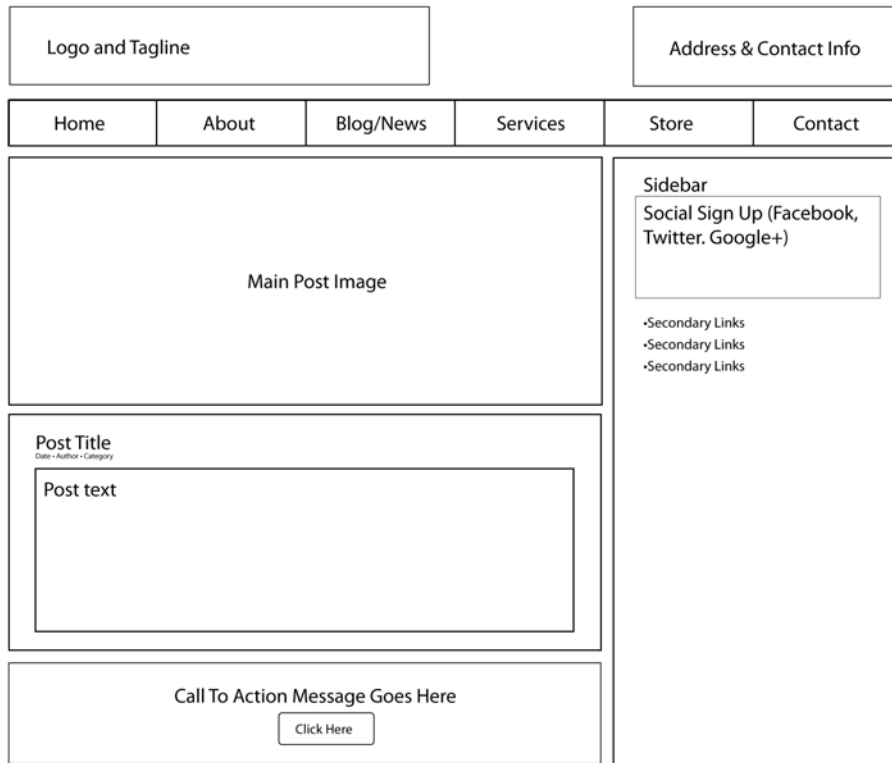 Logo and Tagline
Address & Contact Info
Home
About
Blog/News
Services
Store
Contact
Main Post Image
Sidebar
Social Sign Up (Facebook,
Twitter. Google+)
•Secondary Links
•Secondary Links
•Secondary Links
Post Title
Date • Author • Category
Post text
Call To Action Message Goes Here
Click Here